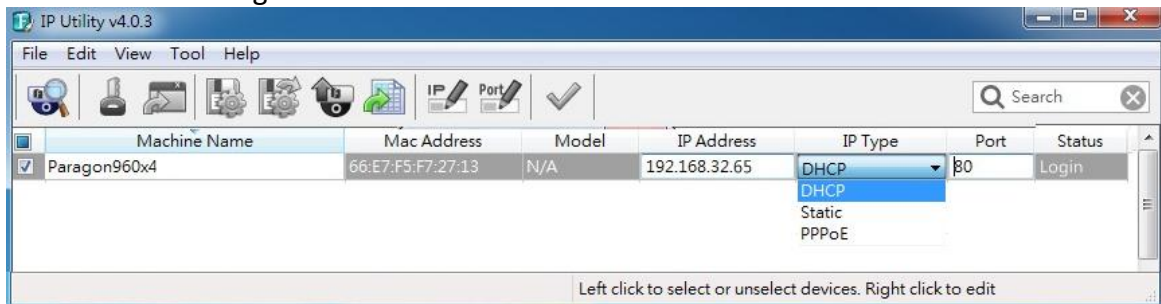 IP Utility v4.0.3
File Edit View Tool Help
IP Port Search
Machine Name Mac Address Model IP Address IP Type Port Status
Paragon960x4 66:E7:F5:F7:27:13 N/A 192.168.32.65 DHCP 80 Login
DHCP
Static
PPPoE
Left click to select or unselect devices. Right click to edit